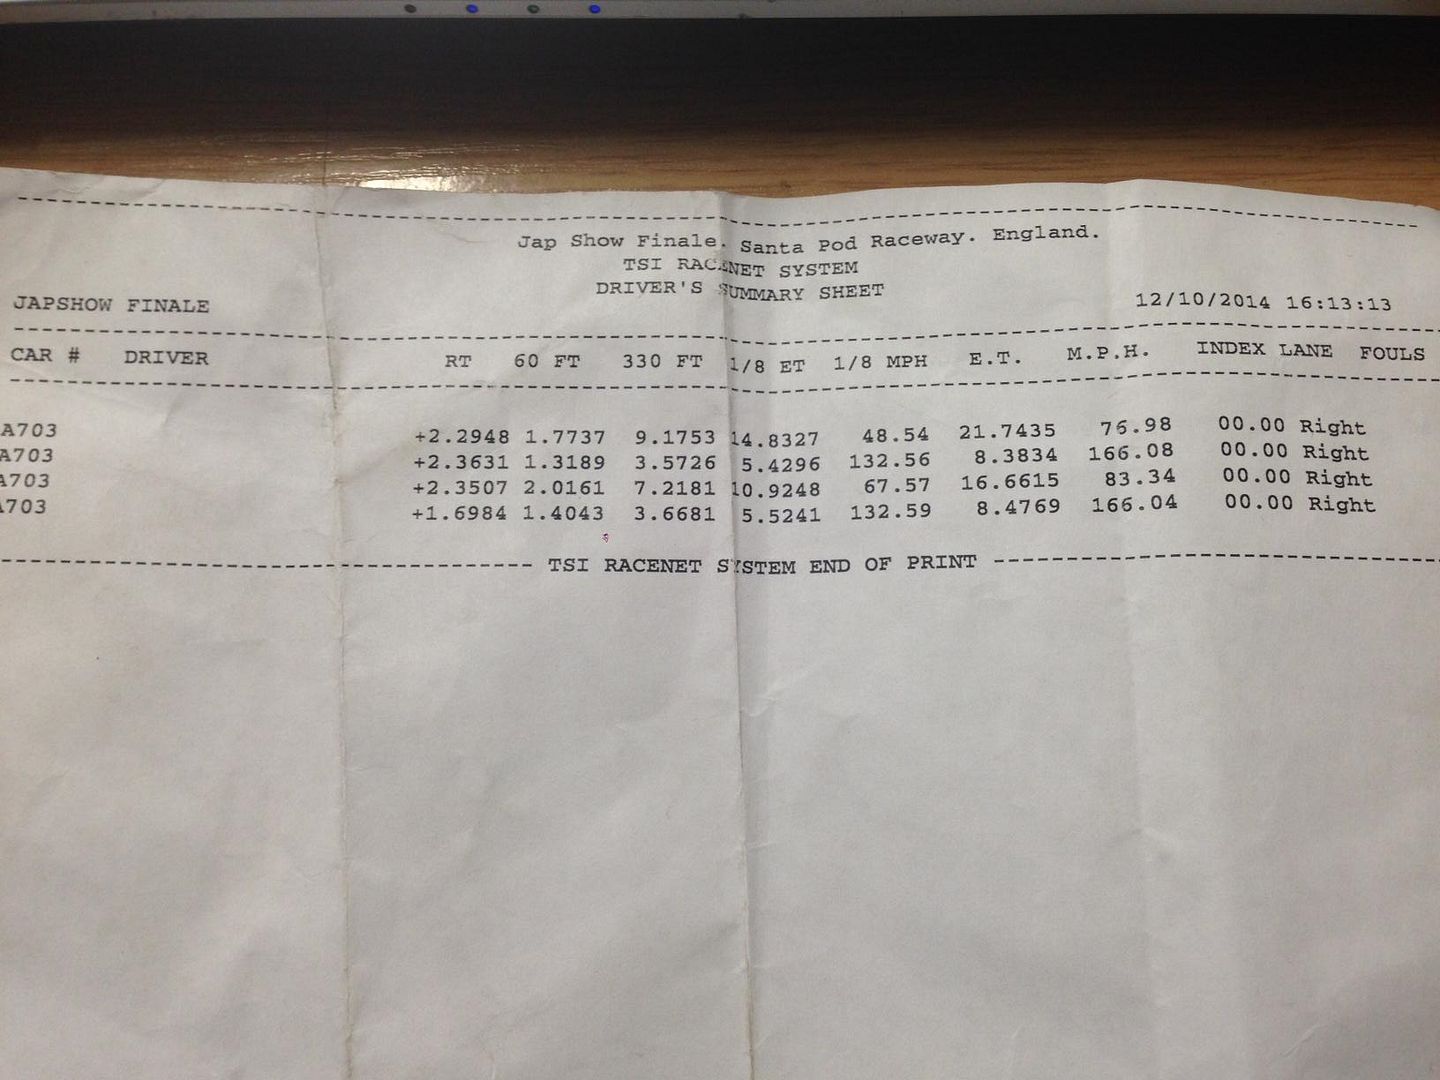 Jap Show Finale. Santa Pod Raceway. England.
TSI RACENET SYSTEM
DRIVER'S SUMMARY SHEET
JAPSHOW FINALE 12/10/2014 16:13:13
CAR # DRIVER RT 60 FT 330 FT 1/8 ET 1/8 MPH E.T. M.P.H. INDEX LANE FOULS
A703 +2.2948 1.7737 9.1753 14.8327 48.54 21.7435 76.98 00.00 Right
A703 +2.3631 1.3189 3.5726 5.4296 132.56 8.3834 166.08 00.00 Right
A703 +2.3507 2.0161 7.2181 10.9248 67.57 16.6615 83.34 00.00 Right
A703 +1.6984 1.4043 3.6681 5.5241 132.59 8.4769 166.04 00.00 Right
TSI RACENET SYSTEM END OF PRINT